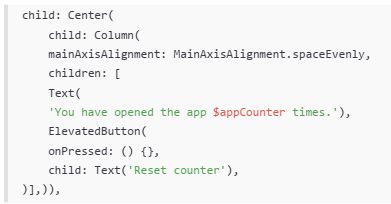 child: Center(
child: Column(
mainAxisAlignment: MainAxisAlignment.spaceEvenly,
children: [
Text(
'You have opened the app $appCounter times.'),
ElevatedButton(
onPressed: () {},
child: Text('Reset counter'),
)],)),